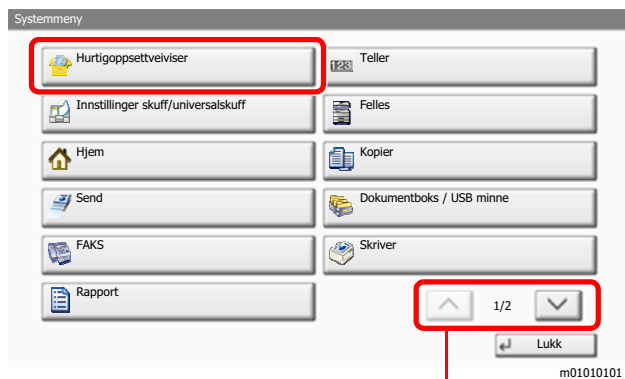 Systemmeny
Hurtigoppsettveiviser
123 Teller
Innstillinger skuff/universalskuff
Felles
Hjem
Kopier
Send
Dokumentboks / USB minne
FAKS
Skriver
Rapport
1/2
Lukk
m01010101